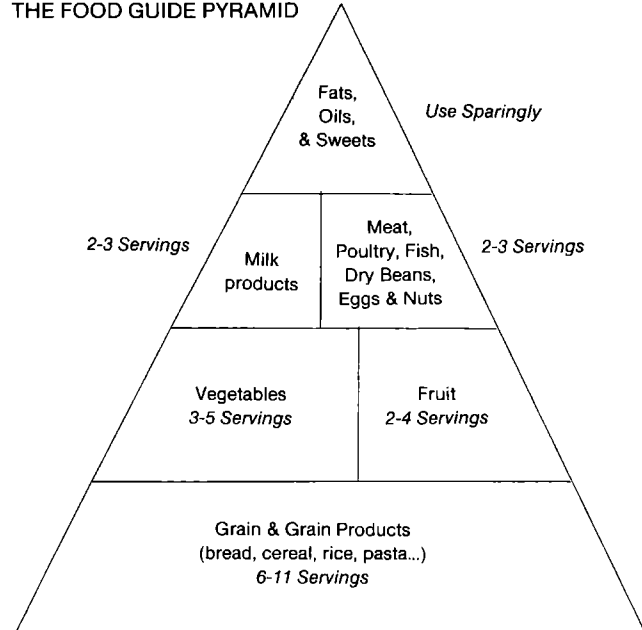 THE FOOD GUIDE PYRAMID
Fats,
Oils,
& Sweets
Use Sparingly
2-3 Servings
Milk
products
Meat,
Poultry, Fish,
Dry Beans,
Eggs & Nuts
2-3 Servings
Vegetables
3-5 Servings
Fruit
2-4 Servings
Grain & Grain Products
(bread, cereal, rice, pasta...)
6-11 Servings